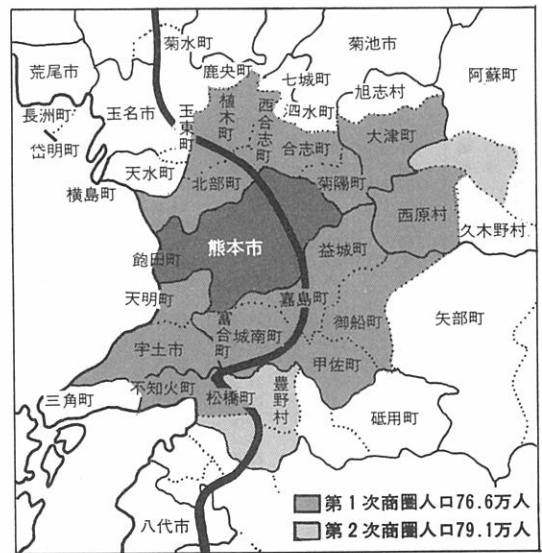 菊水町
菊池市
荒尾市
鹿央町
七城町
阿蘇町
長洲町
玉名市
玉東町
植木町
西合志町
泗水町
旭志村
岱明町
大津町
天水町
合志町
横島町
北部町
菊陽町
西原村
熊本市
久木野村
飽田町
益城町
天明町
嘉島町
富合町
城南町
御船町
矢部町
宇土市
甲佐町
三角町
不知火町
松橋町
豊野村
砥用町
第1次商圏人口76.6万人
第2次商圏人口79.1万人
八代市